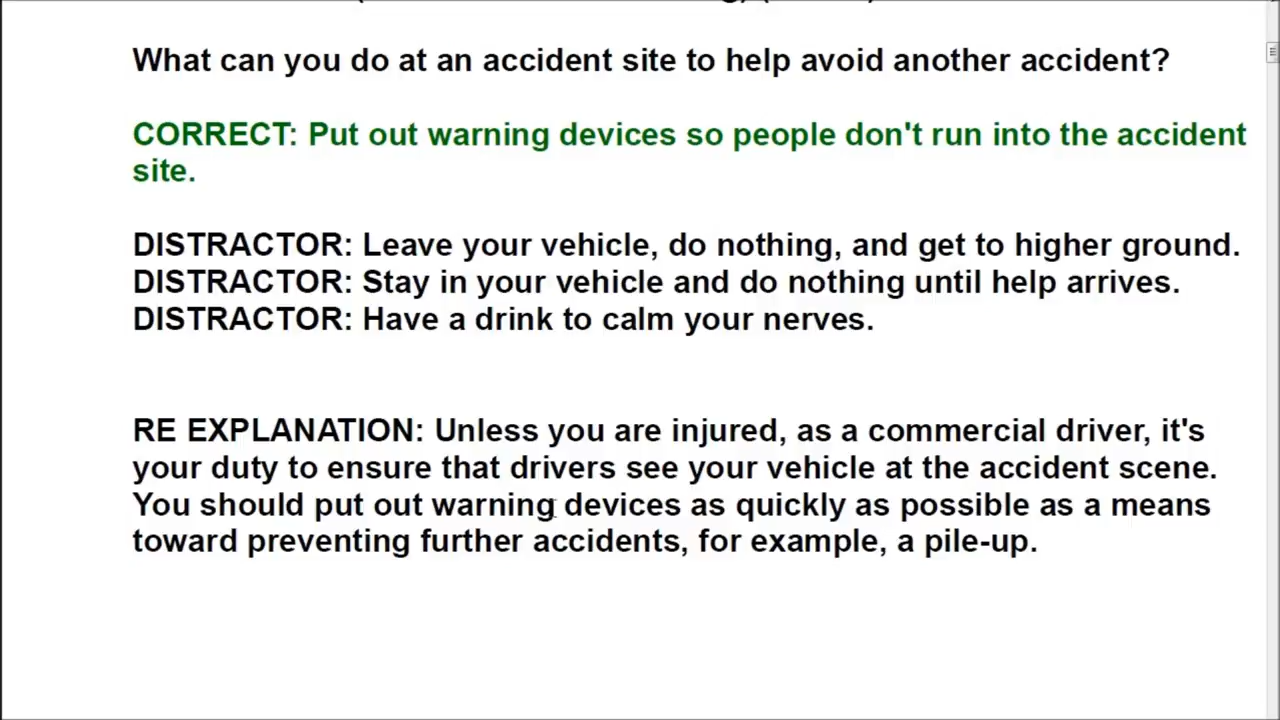 What can you do at an accident site to help avoid another accident?
CORRECT: Put out warning devices so people don't run into the accident
site.
DISTRACTOR: Leave your vehicle, do nothing, and get to higher ground.
DISTRACTOR: Stay in your vehicle and do nothing until help arrives.
DISTRACTOR: Have a drink to calm your nerves.
RE EXPLANATION: Unless you are injured, as a commercial driver, it's
your duty to ensure that drivers see your vehicle at the accident scene.
You should put out warning devices as quickly as possible as a means
toward preventing further accidents, for example, a pile-up.